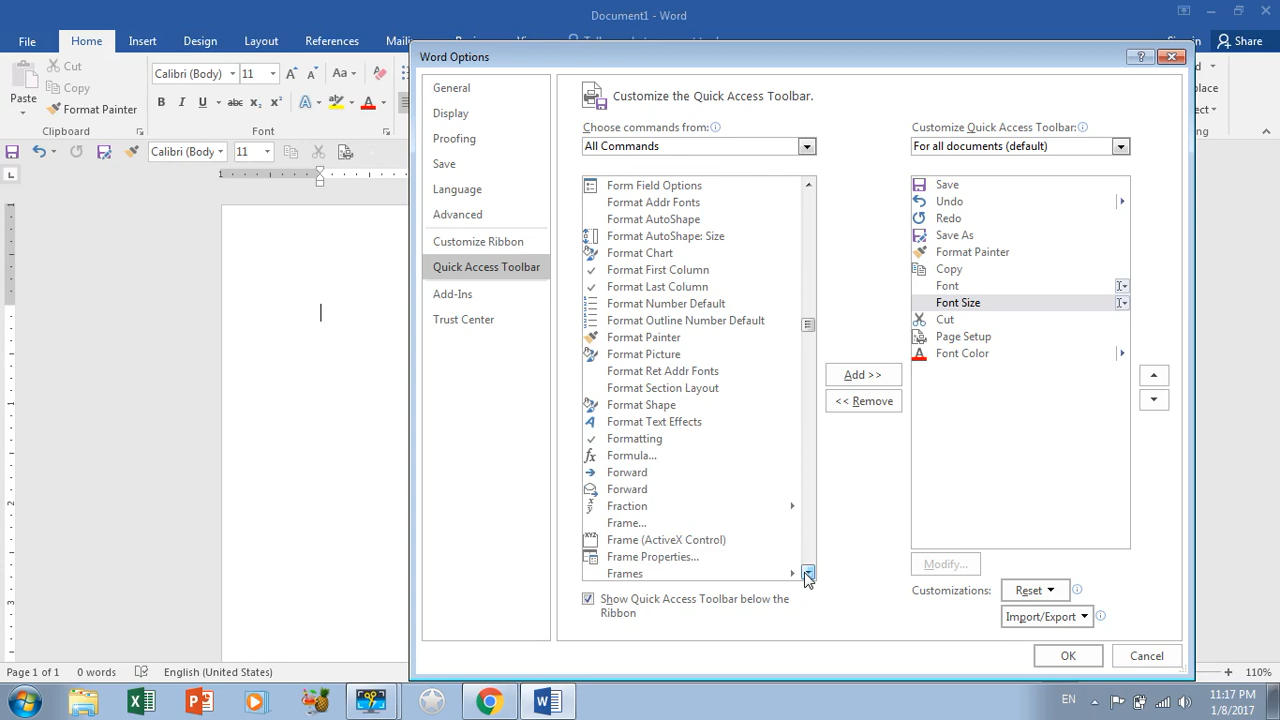 Document1 - Word
File Home Insert Design Layout References Share
Cut
Copy
Format Painter
Paste
Clipboard
Calibri (Body) 11 Aa
B I U abc x2 x2 A A
Font
Calibri (Body) 11
Word Options
General
Display
Proofing
Save
Language
Advanced
Customize Ribbon
Quick Access Toolbar
Add-Ins
Trust Center
Customize the Quick Access Toolbar.
Choose commands from:
All Commands
Form Field Options
Format Addr Fonts
Format AutoShape
Format AutoShape: Size
Format Chart
Format First Column
Format Last Column
Format Number Default
Format Outline Number Default
Format Painter
Format Picture
Format Ret Addr Fonts
Format Section Layout
Format Shape
Format Text Effects
Formatting
Formula...
Forward
Forward
Fraction
Frame...
Frame (ActiveX Control)
Frame Properties...
Frames
Show Quick Access Toolbar below the
Ribbon
Add >>
<< Remove
Customize Quick Access Toolbar:
For all documents (default)
Save
Undo
Redo
Save As
Format Painter
Copy
Font
Font Size
Cut
Page Setup
Font Color
Modify...
Customizations: Reset
Import/Export
OK Cancel
Page 1 of 1 0 words English (United States) 110%
EN
11:17 PM
1/8/2017